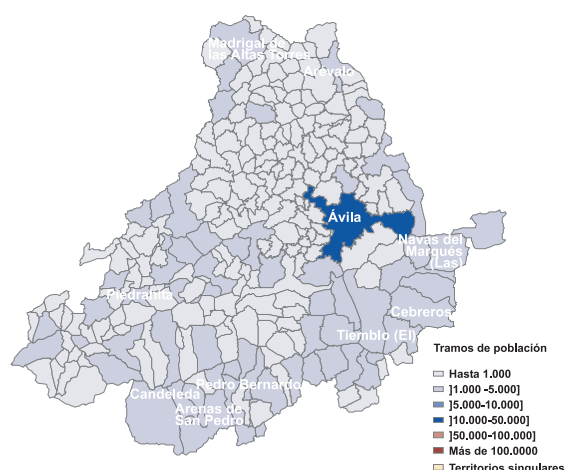 Madrigal de
las Altas Torres
Arévalo
Ávila
Navas del
Marqués
(Las)
Piedrahita
Cebreros
Tiemblo (El)
Pedro Bernardo
Candeleda
Arenas de
San Pedro
Tramos de población
Hasta 1.000
]1.000 -5.000]
]5.000-10.000]
]10.000-50.000]
]50.000-100.000]
Más de 100.0000
Territorios singulares